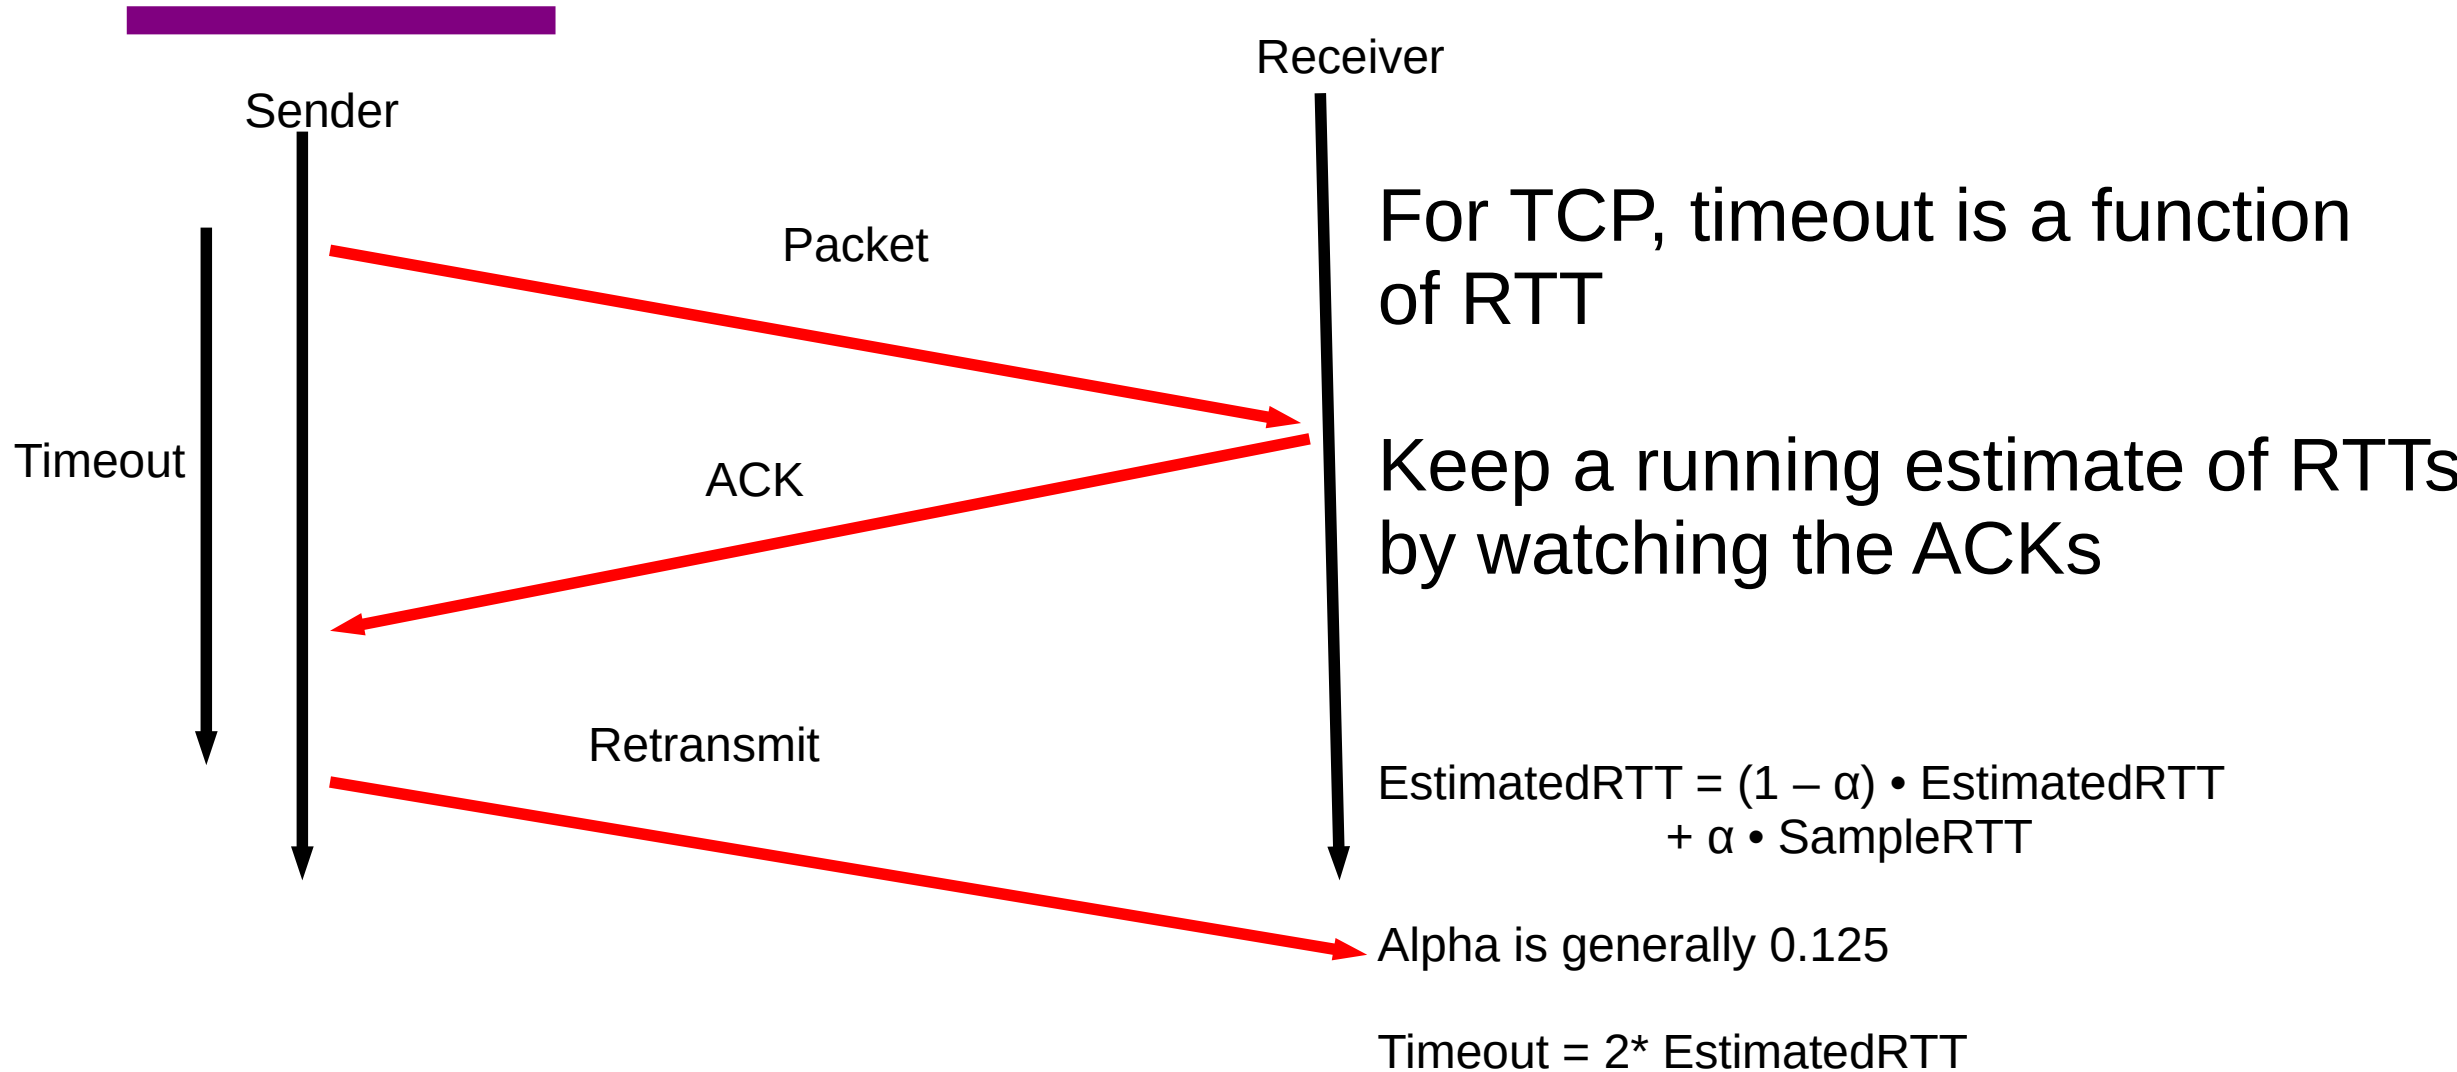 Receiver
Sender
Packet
For TCP, timeout is a function
of RTT
Timeout
ACK
Keep a running estimate of RTTs
by watching the ACKs
Retransmit
EstimatedRTT = (1 – α) • EstimatedRTT
+ α • SampleRTT
Alpha is generally 0.125
Timeout = 2* EstimatedRTT